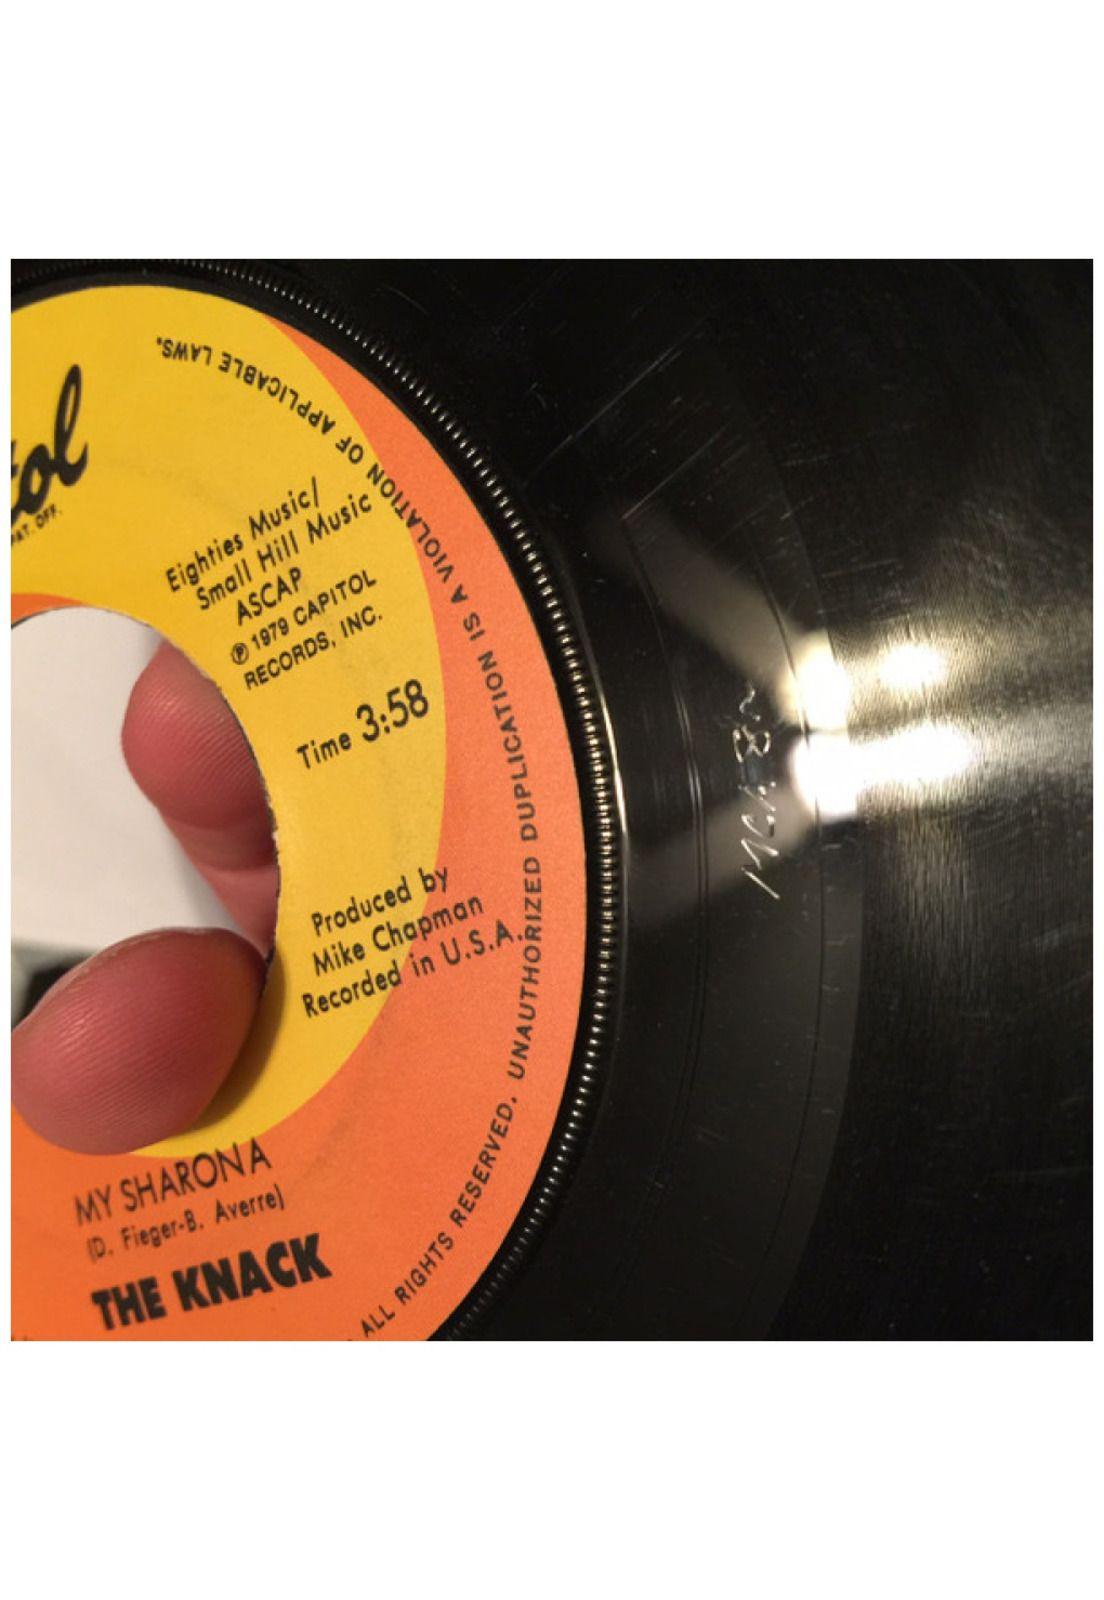 ol
PAT. OFF.
Eighties Music/
Small Hill Music
ASCAP
℗ 1979 CAPITOL
RECORDS, INC.
Time 3:58
Produced by
Mike Chapman
Recorded in U.S.A.
MY SHARONA
(D. Fieger-B. Averre)
THE KNACK
ALL RIGHTS RESERVED. UNAUTHORIZED DUPLICATION IS A VIOLATION OF APPLICABLE LAWS.